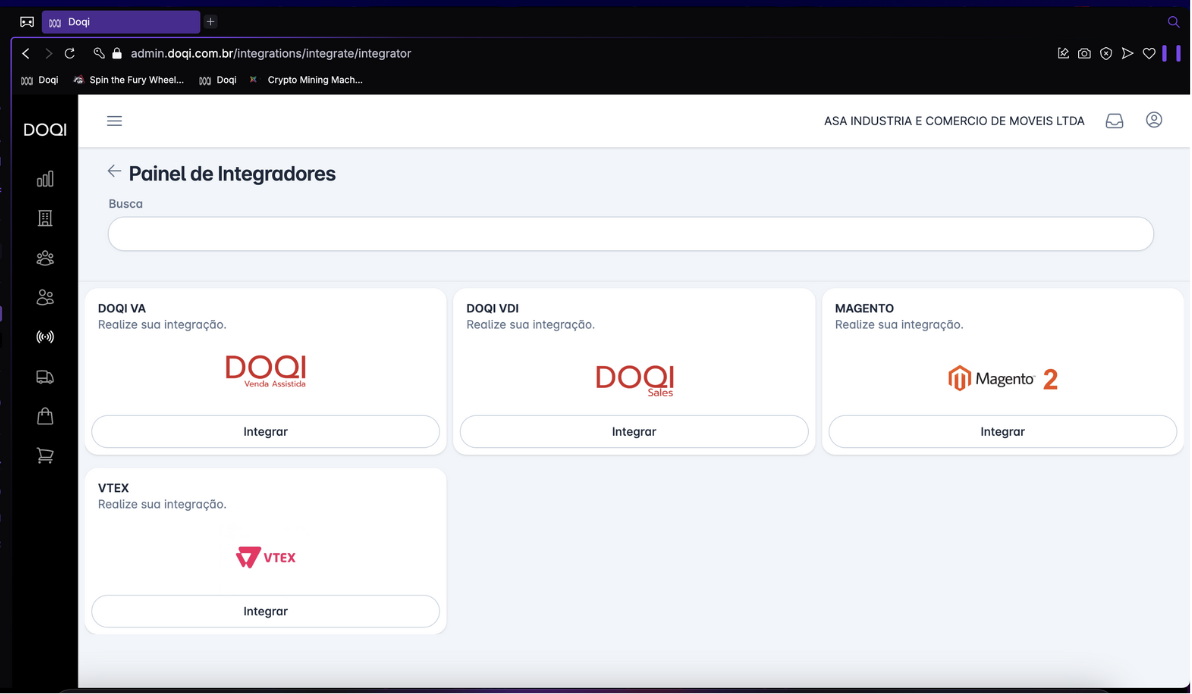 Doqi
admin.doqi.com.br/integrations/integrate/integrator
Doqi
Spin the Fury Wheel...
Doqi
Crypto Mining Mach...
DOQI
ASA INDUSTRIA E COMERCIO DE MOVEIS LTDA
Painel de Integradores
Busca
DOQI VA
Realize sua integração.
DOQI
Venda Assistida
Integrar
DOQI VDI
Realize sua integração.
DOQI
Sales
Integrar
MAGENTO
Realize sua integração.
Magento 2
Integrar
VTEX
Realize sua integração.
VTEX
Integrar